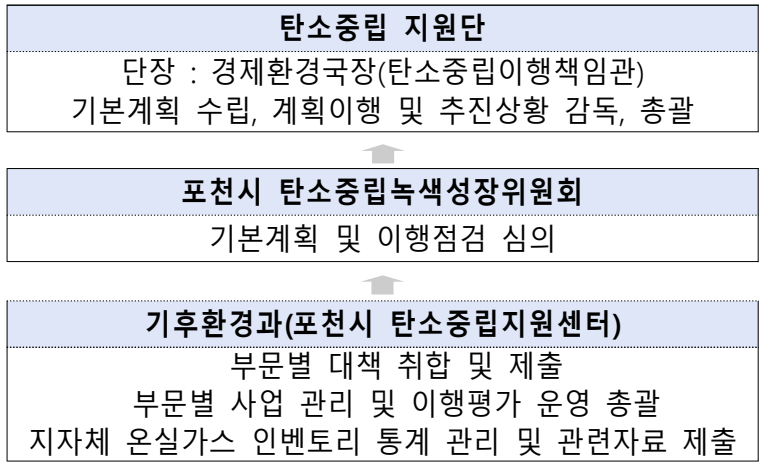 탄소중립 지원단
단장 : 경제환경국장(탄소중립이행책임관)
기본계획 수립, 계획이행 및 추진상황 감독, 총괄
포천시 탄소중립녹색성장위원회
기본계획 및 이행점검 심의
기후환경과(포천시 탄소중립지원센터)
부문별 대책 취합 및 제출
부문별 사업 관리 및 이행평가 운영 총괄
지자체 온실가스 인벤토리 통계 관리 및 관련자료 제출